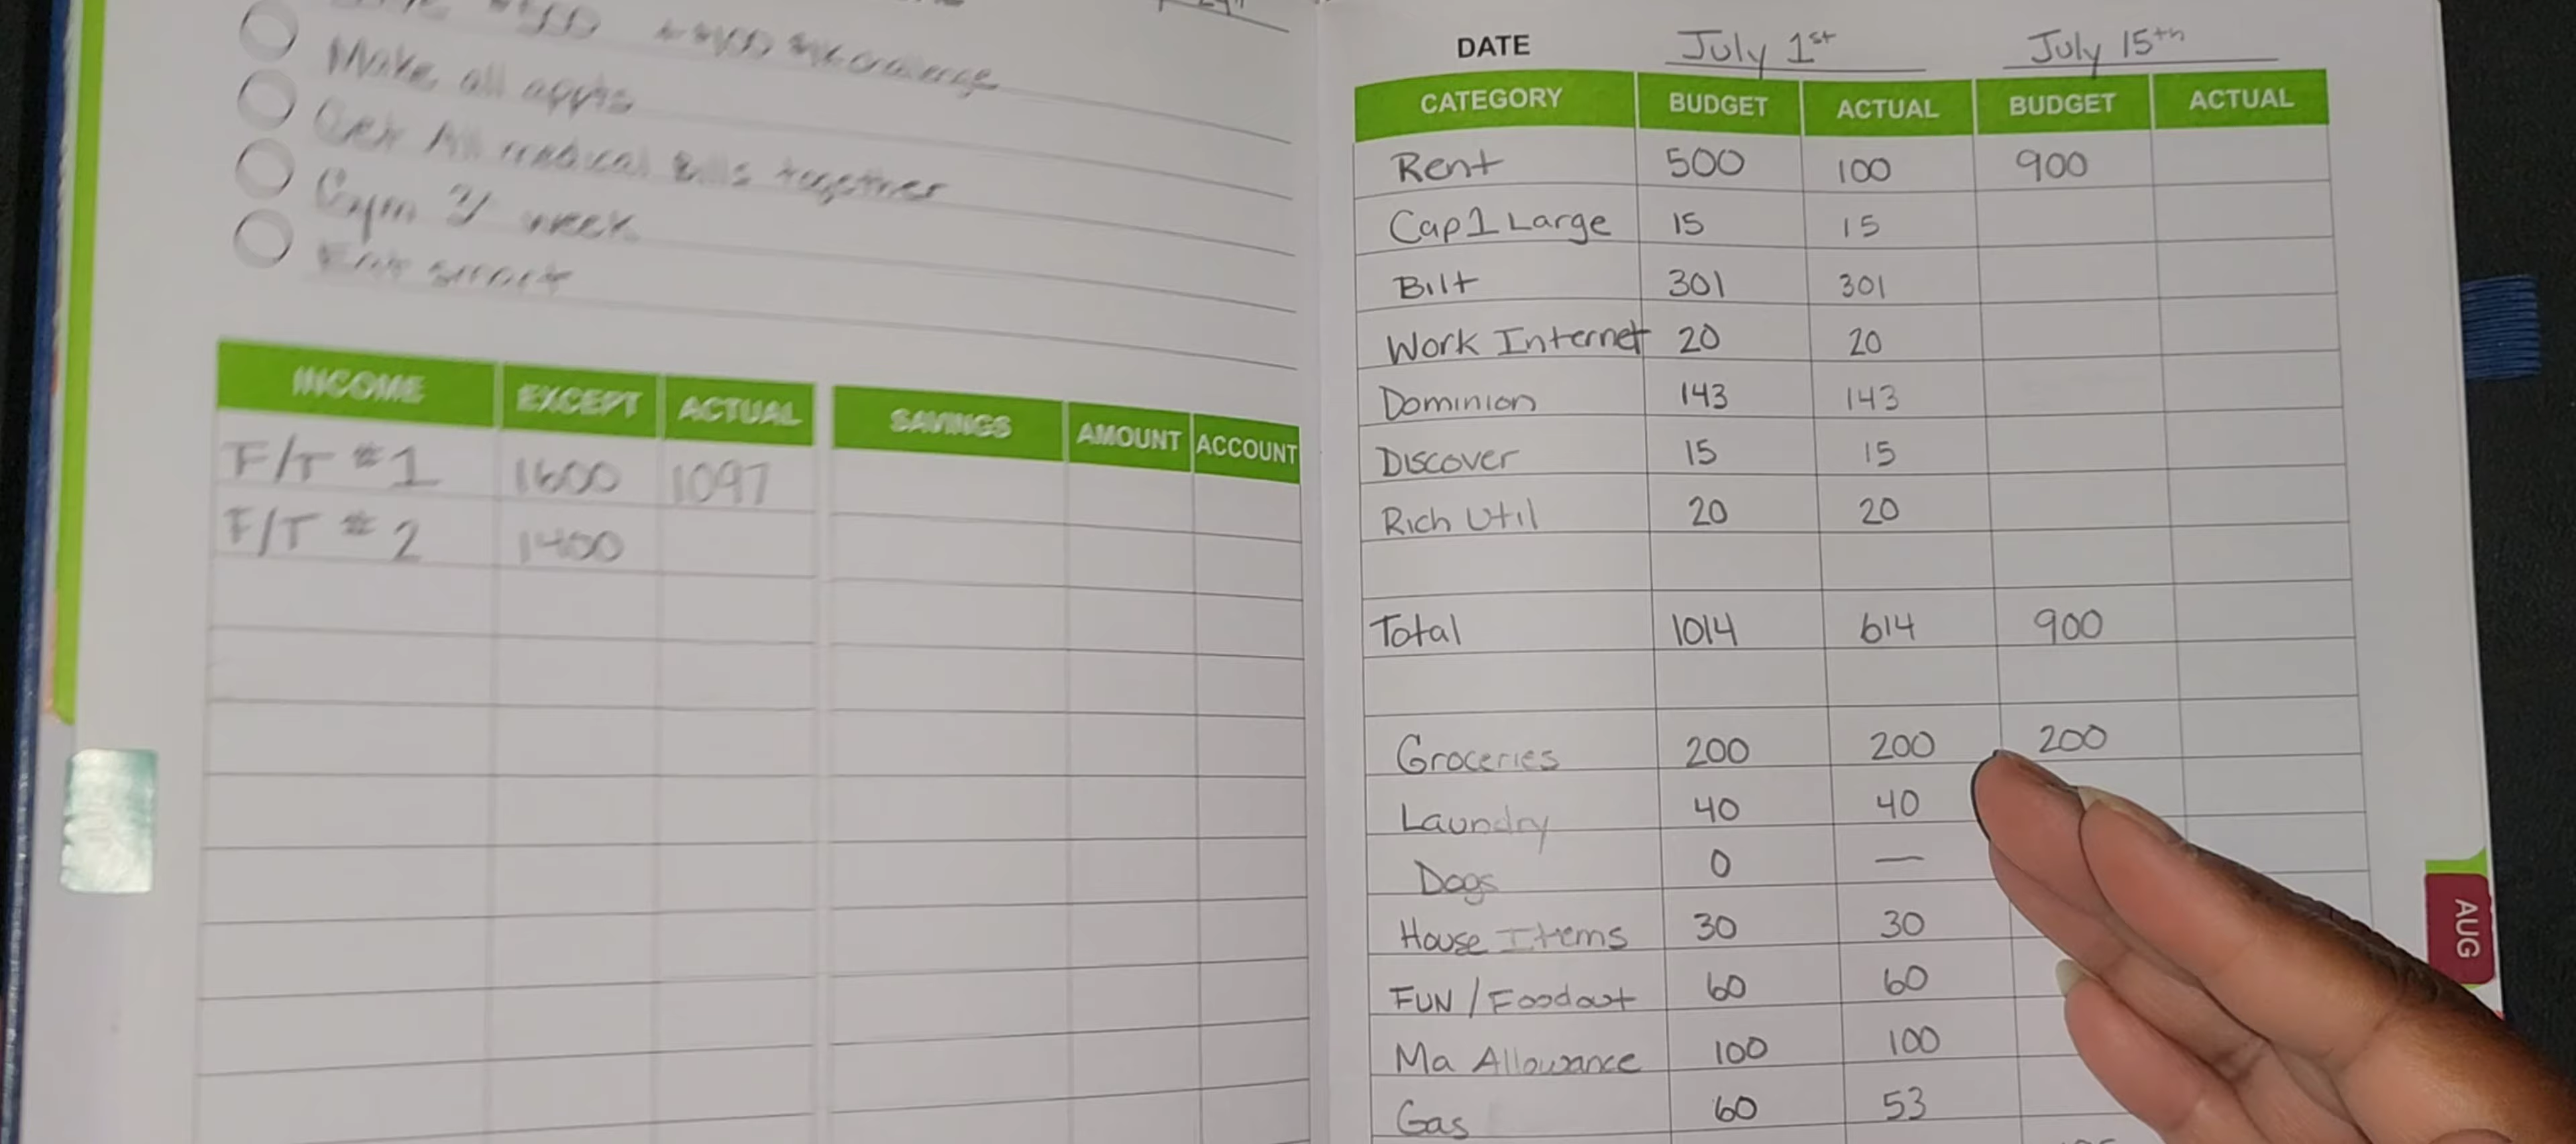 Make all appts
Get All medical Bills together
Gym week
Eat smart
INCOME EXCEPT ACTUAL
F/T #1 1600 1097
F/T #2 1400
SAVINGS AMOUNT ACCOUNT
DATE July 1st July 15th
CATEGORY BUDGET ACTUAL BUDGET ACTUAL
Rent 500 100 900
Cap1 Large 15 15
Bilt 301 301
Work Internet 20 20
Dominion 143 143
Discover 15 15
Rich Util 20 20
Total 1014 614 900
Groceries 200 200 200
Laundry 40 40
Dogs 0 —
House Items 30 30
FUN / Foodout 60 60
Ma Allowance 100 100
Gas 60 53
AUG